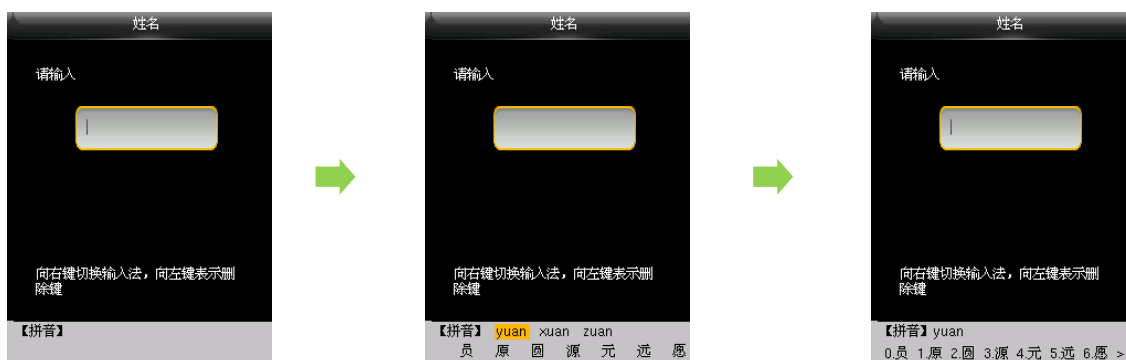 姓名
请输入
向右键切换输入法，向左键表示删
除键
【拼音】
姓名
请输入
向右键切换输入法，向左键表示删
除键
【拼音】 yuan xuan zuan
员 原 圆 源 元 远 愿
姓名
请输入
向右键切换输入法，向左键表示删
除键
【拼音】yuan
0.员 1.原 2.圆 3.源 4.元 5.远 6.愿 >